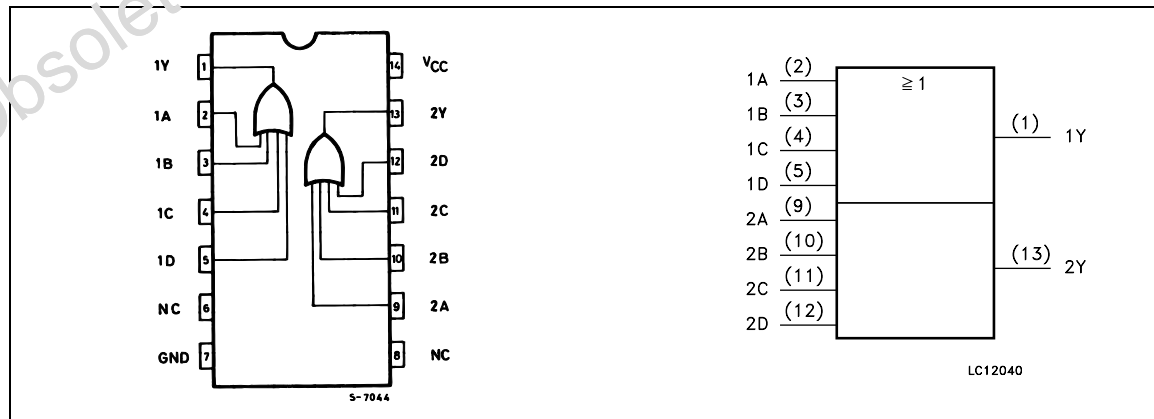 Obsolet
1Y 1 14 VCC
1A 2 13 2Y
1B 3 12 2D
1C 4 11 2C
1D 5 10 2B
NC 6 9 2A
GND 7 8 NC
S-7044
≧ 1
1A (2)
1B (3)
1C (4)
1D (5)
2A (9)
2B (10)
2C (11)
2D (12)
(1) 1Y
(13) 2Y
LC12040